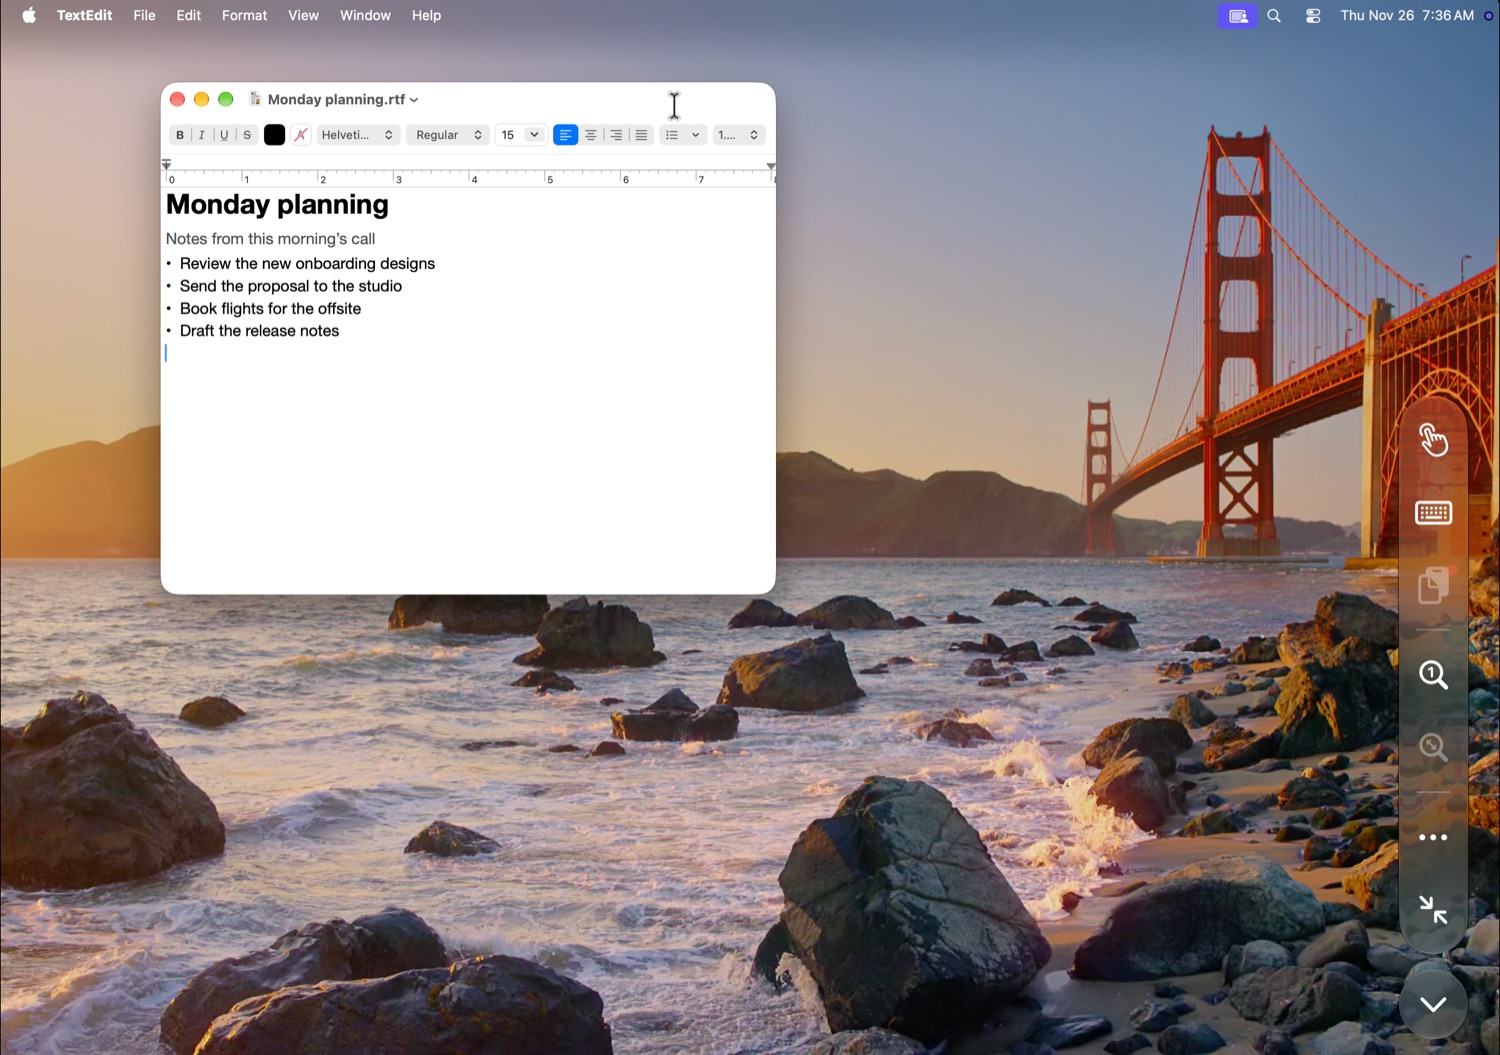 TextEdit File Edit Format View Window Help Thu Nov 26 7:36 AM
Monday planning.rtf
B I U S Helveti... Regular 15 1....
0 1 2 3 4 5 6 7
Monday planning
Notes from this morning’s call
• Review the new onboarding designs
• Send the proposal to the studio
• Book flights for the offsite
• Draft the release notes
1